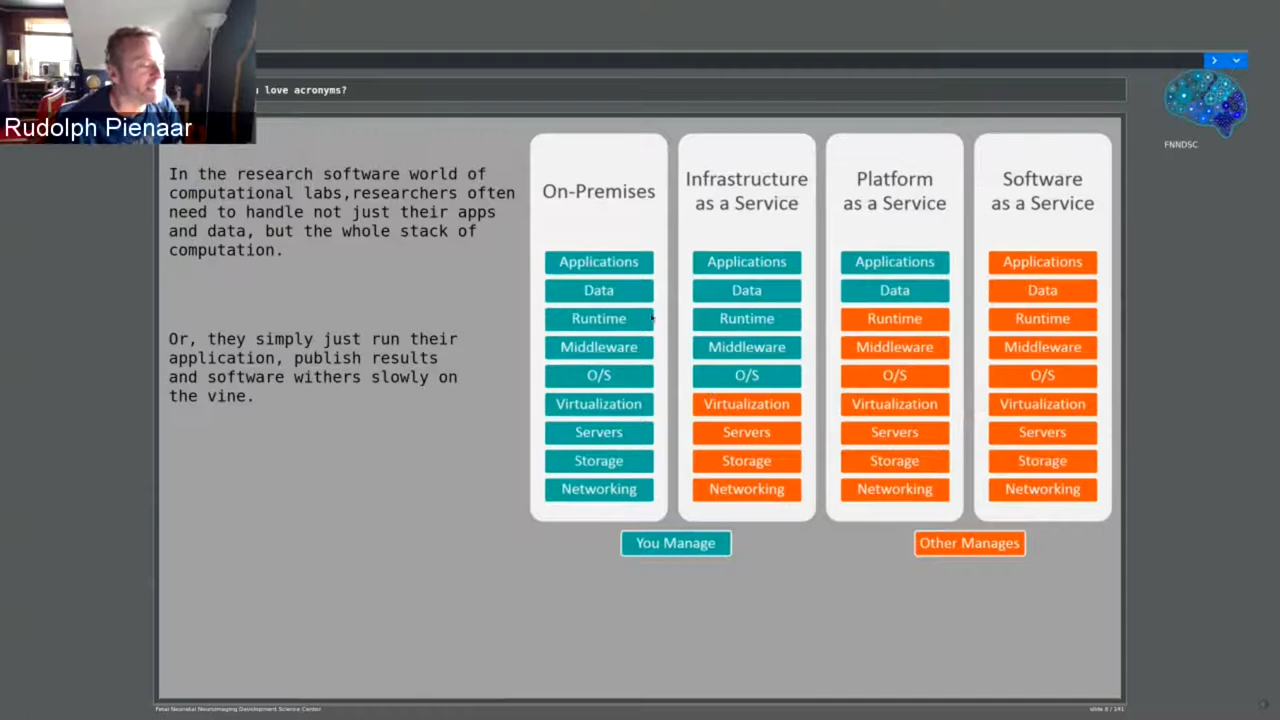 u love acronyms?
Rudolph Pienaar
FNNDSC
In the research software world of
computational labs,researchers often
need to handle not just their apps
and data, but the whole stack of
computation.
Or, they simply just run their
application, publish results
and software withers slowly on
the vine.
On-Premises
Applications
Data
Runtime
Middleware
O/S
Virtualization
Servers
Storage
Networking
Infrastructure
as a Service
Applications
Data
Runtime
Middleware
O/S
Virtualization
Servers
Storage
Networking
Platform
as a Service
Applications
Data
Runtime
Middleware
O/S
Virtualization
Servers
Storage
Networking
Software
as a Service
Applications
Data
Runtime
Middleware
O/S
Virtualization
Servers
Storage
Networking
You Manage
Other Manages
Fetal Neonatal Neuroimaging Development Science Center
slide 8 / 141